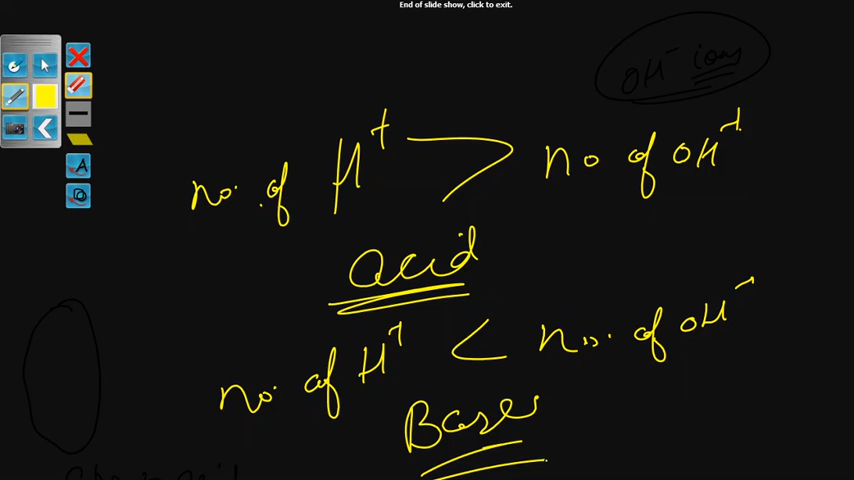 End of slide show, click to exit.
OH⁻ ions
no. of H⁺ > no of OH⁻
acid
no. of H⁺ < no. of OH⁻
Base